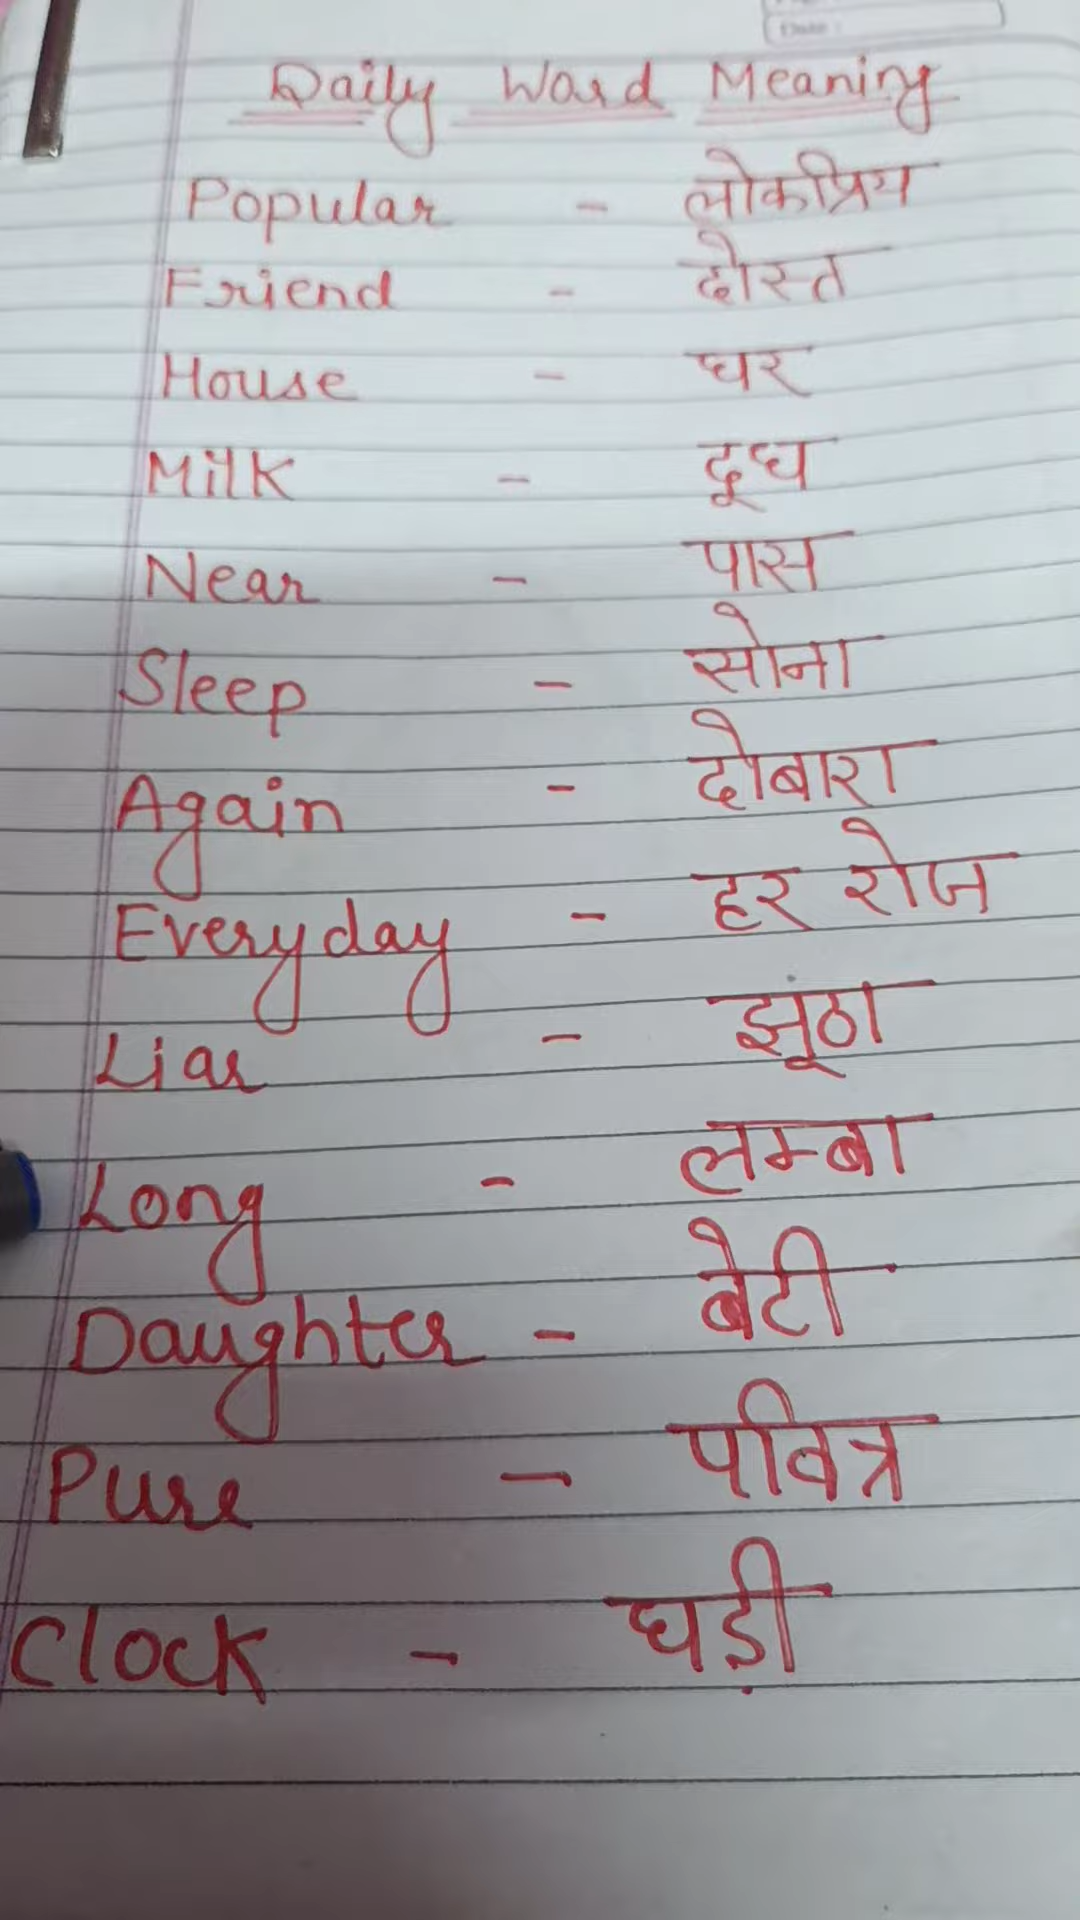 Date :
Daily Word Meaning
Popular - लोकप्रिय
Friend - दोस्त
House - घर
Milk - दूध
Near - पास
Sleep - सोना
Again - दोबारा
Everyday - हर रोज
Liar - झूंठा
Long - लम्बा
Daughter - बेटी
Pure - पवित्र
Clock - घड़ी